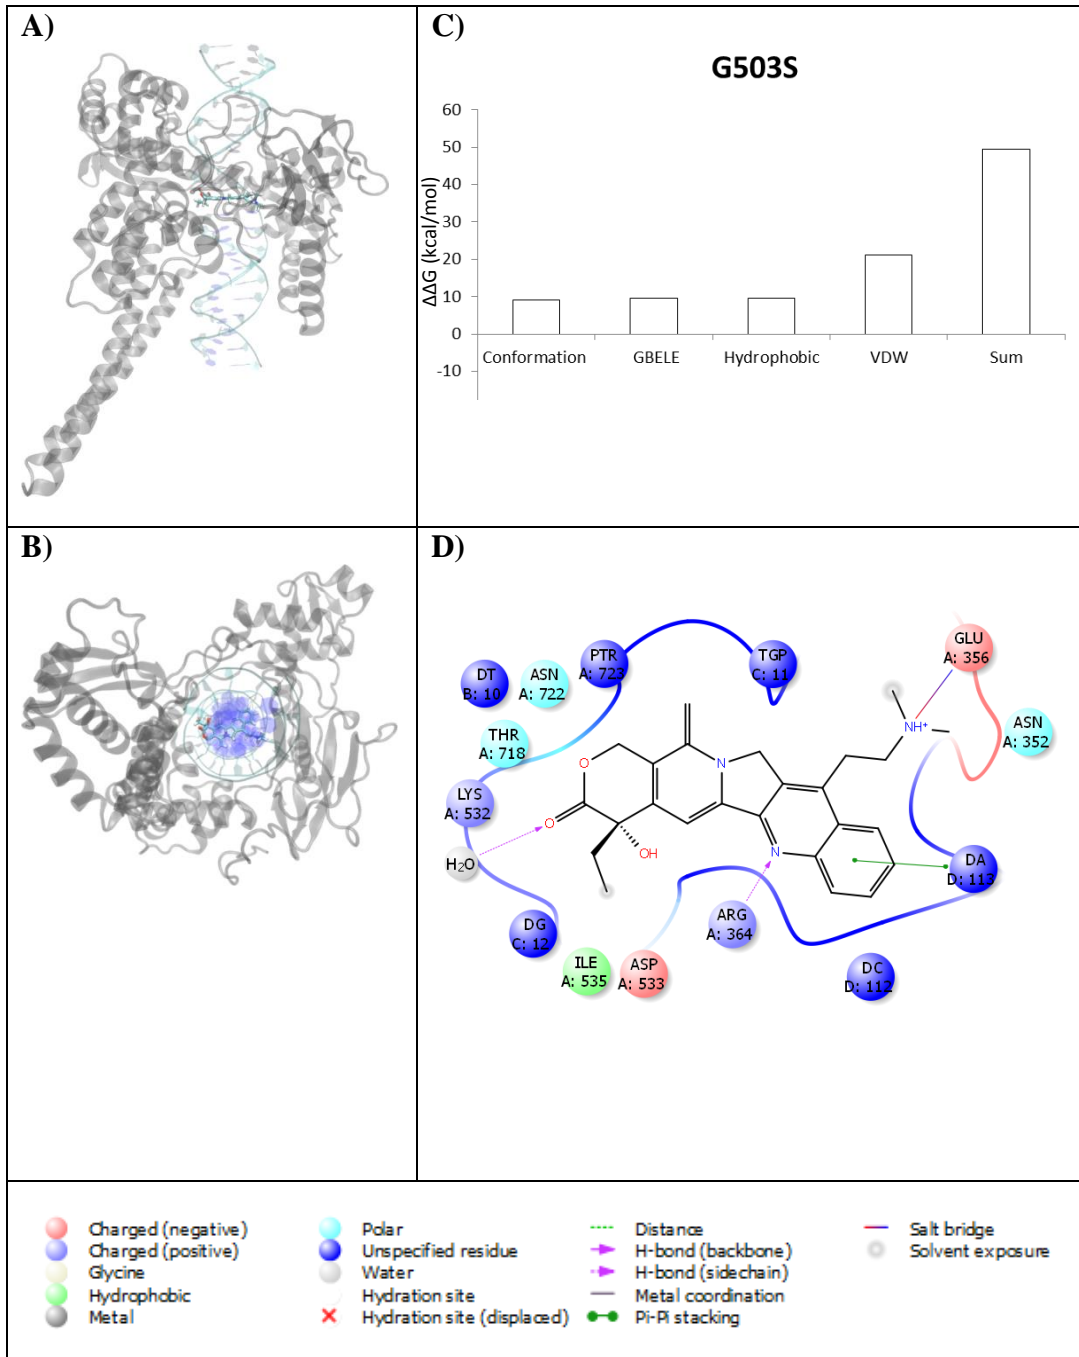 A)
C)
G503S
ΔΔG (kcal/mol)
60
50
40
30
20
10
0
-10
Conformation GBELE Hydrophobic VDW Sum
B)
D)
GLU
A: 356
PTR
A: 723
TGP
C: 11
DT
B: 10
ASN
A: 722
ASN
A: 352
NH+
THR
A: 718
O
N
LYS
A: 532
O
H2O
OH
N
DA
D: 113
ARG
A: 364
DG
C: 12
ILE
A: 535
ASP
A: 533
DC
D: 112
Charged (negative)
Charged (positive)
Glycine
Hydrophobic
Metal
Polar
Unspecified residue
Water
Hydration site
Hydration site (displaced)
Distance
H-bond (backbone)
H-bond (sidechain)
Metal coordination
Pi-Pi stacking
Salt bridge
Solvent exposure